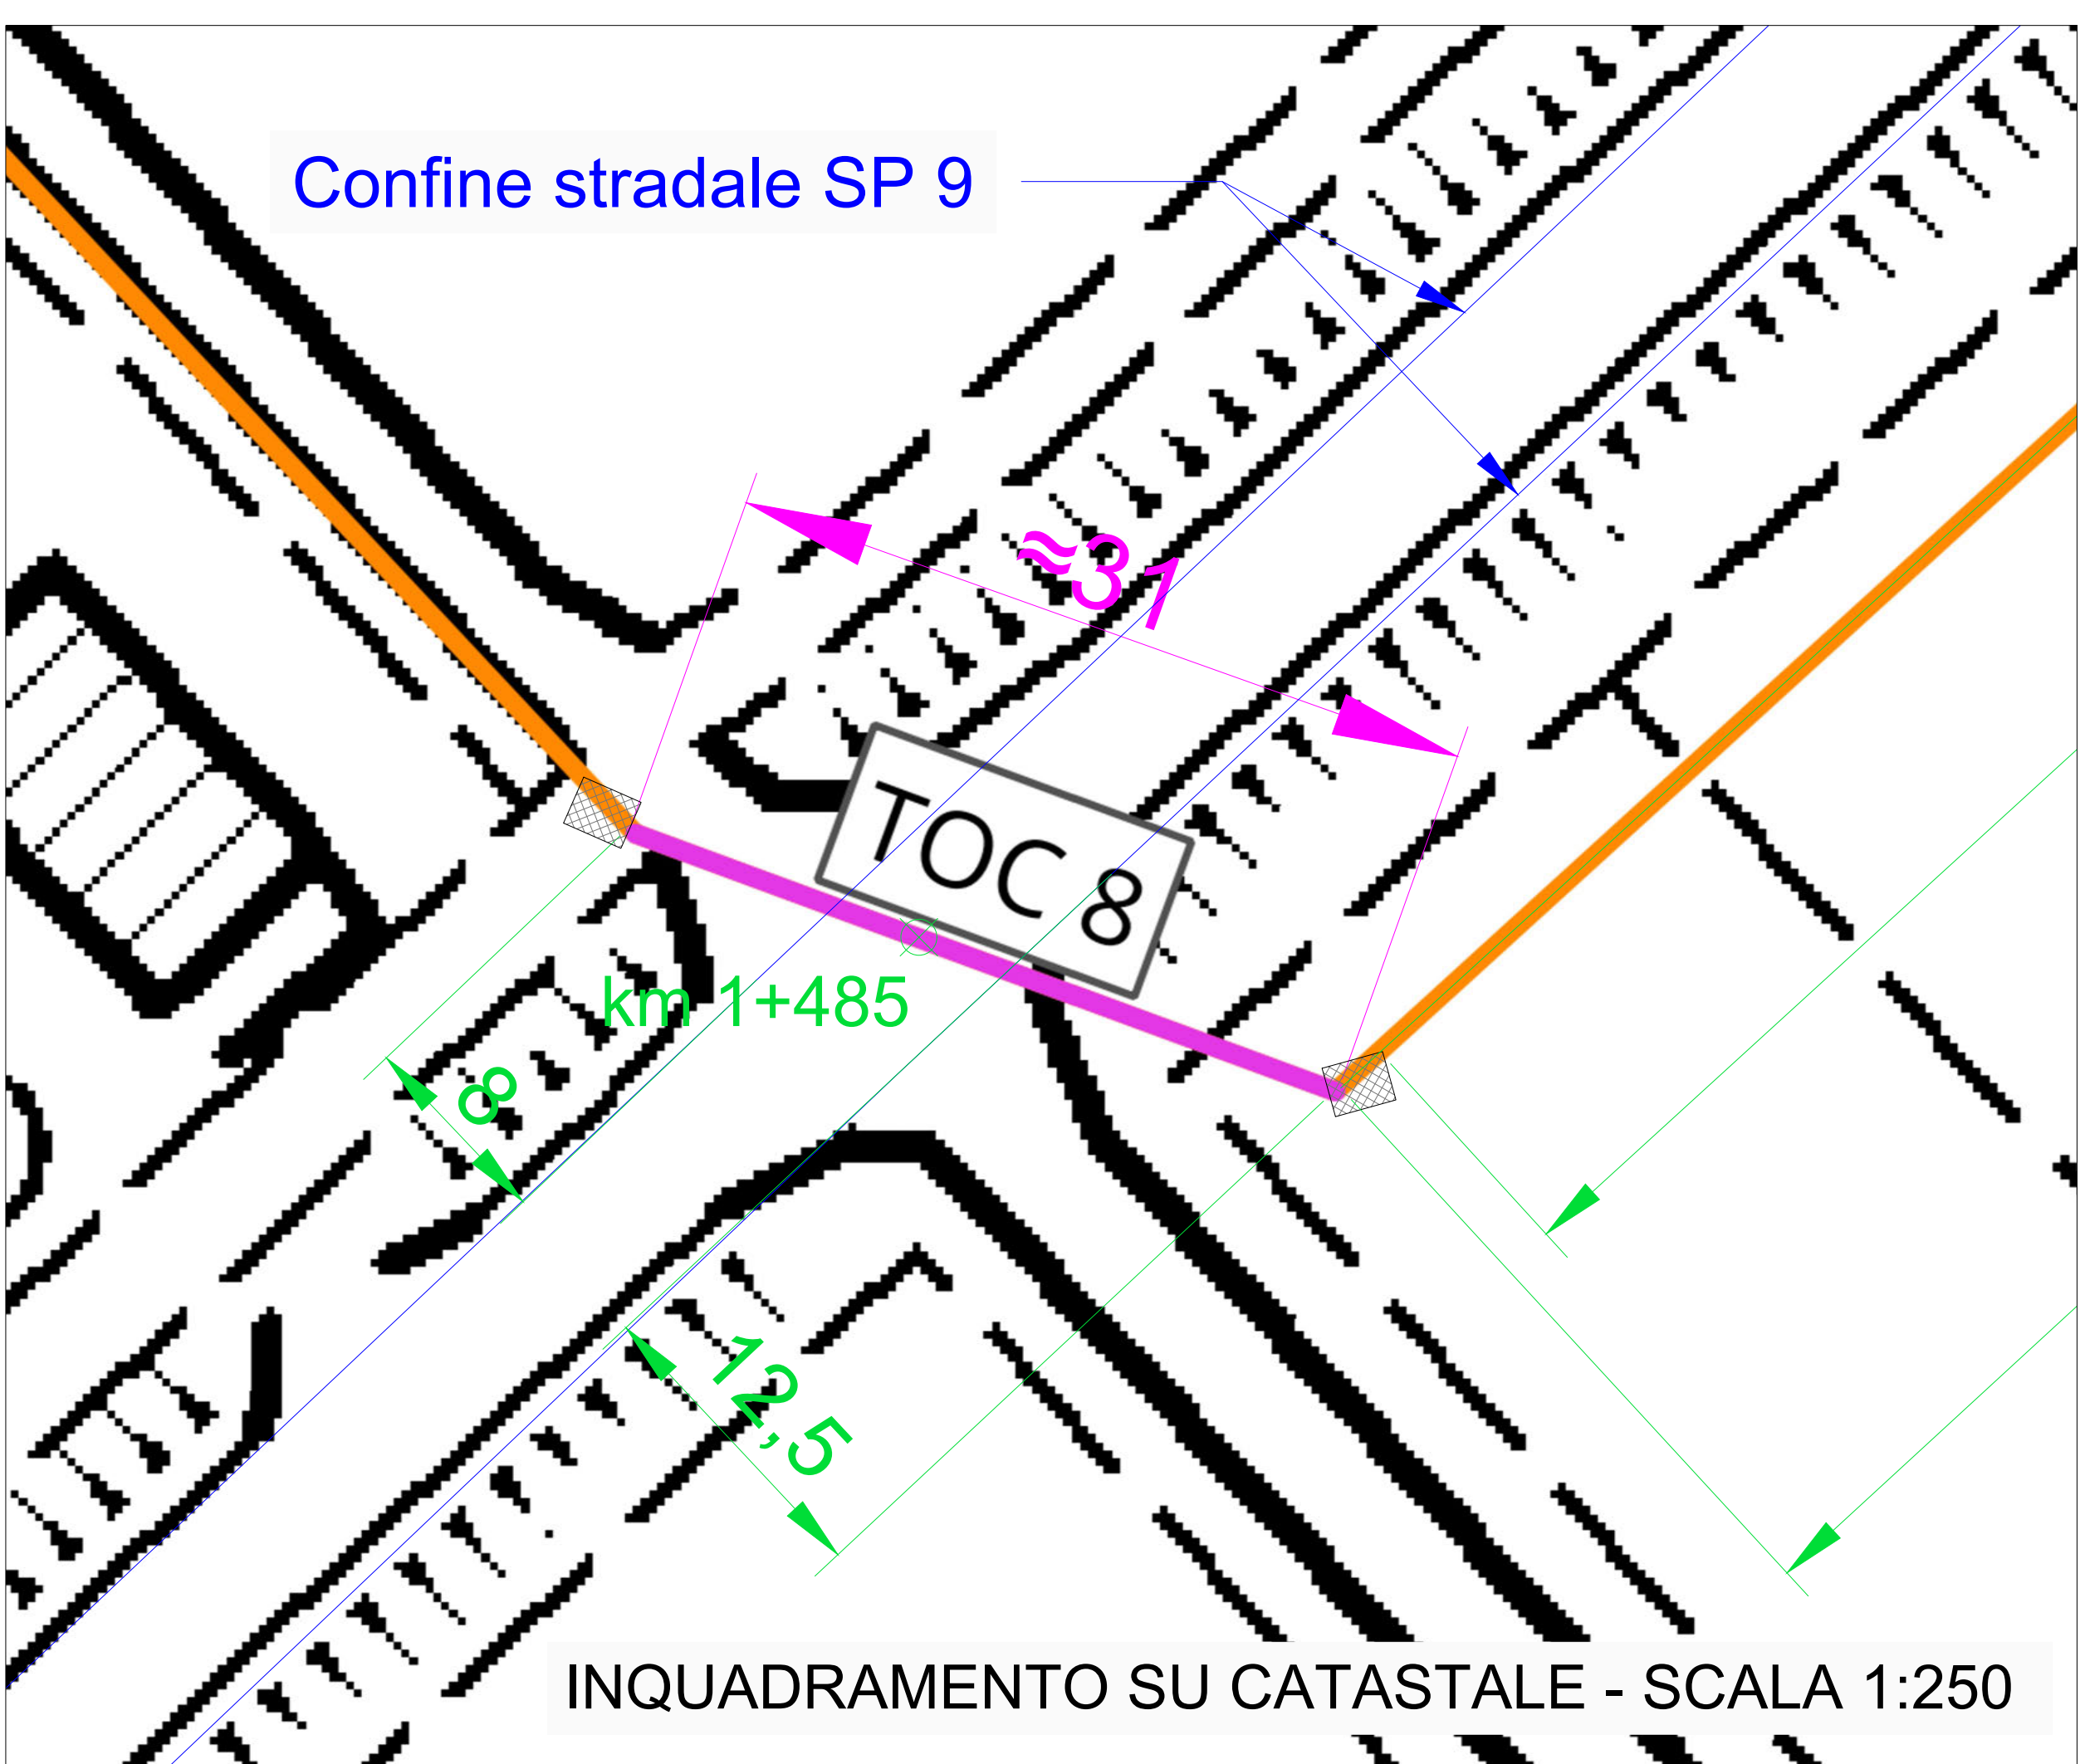 Confine stradale SP 9
≈31
TOC 8
km 1+485
8
12,5
INQUADRAMENTO SU CATASTALE - SCALA 1:250